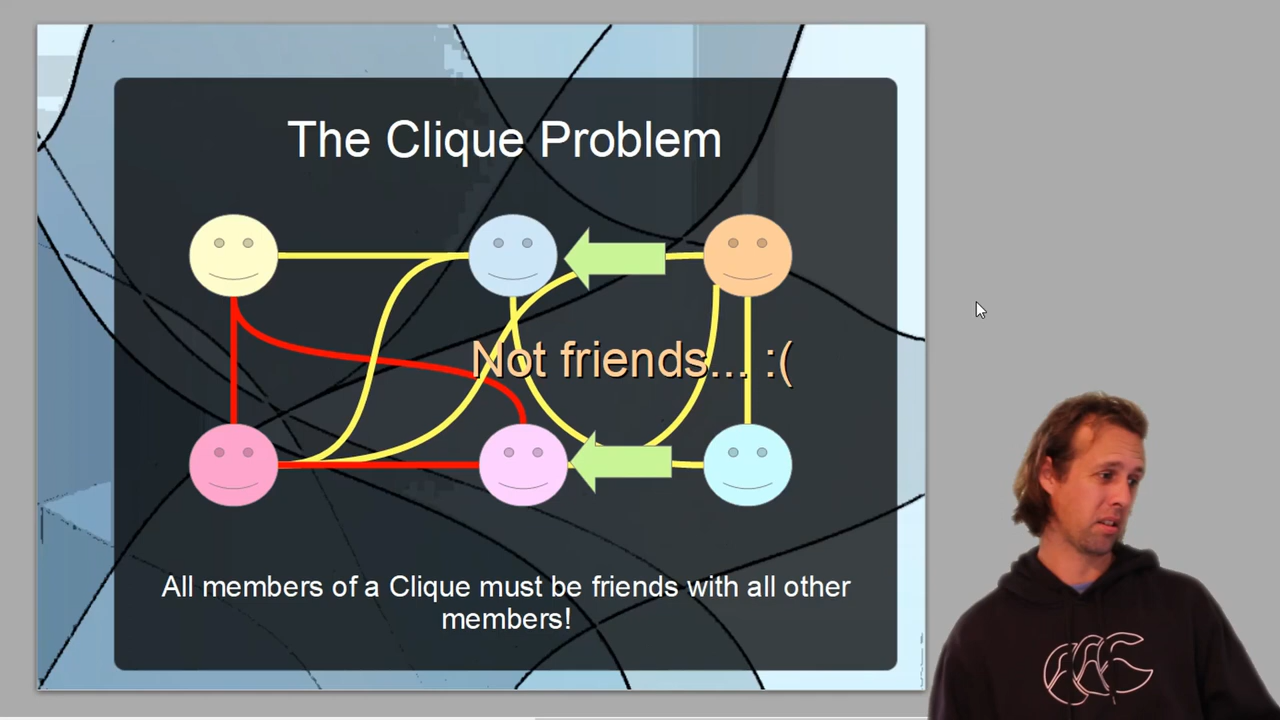 The Clique Problem
Not friends... :(
All members of a Clique must be friends with all other
members!